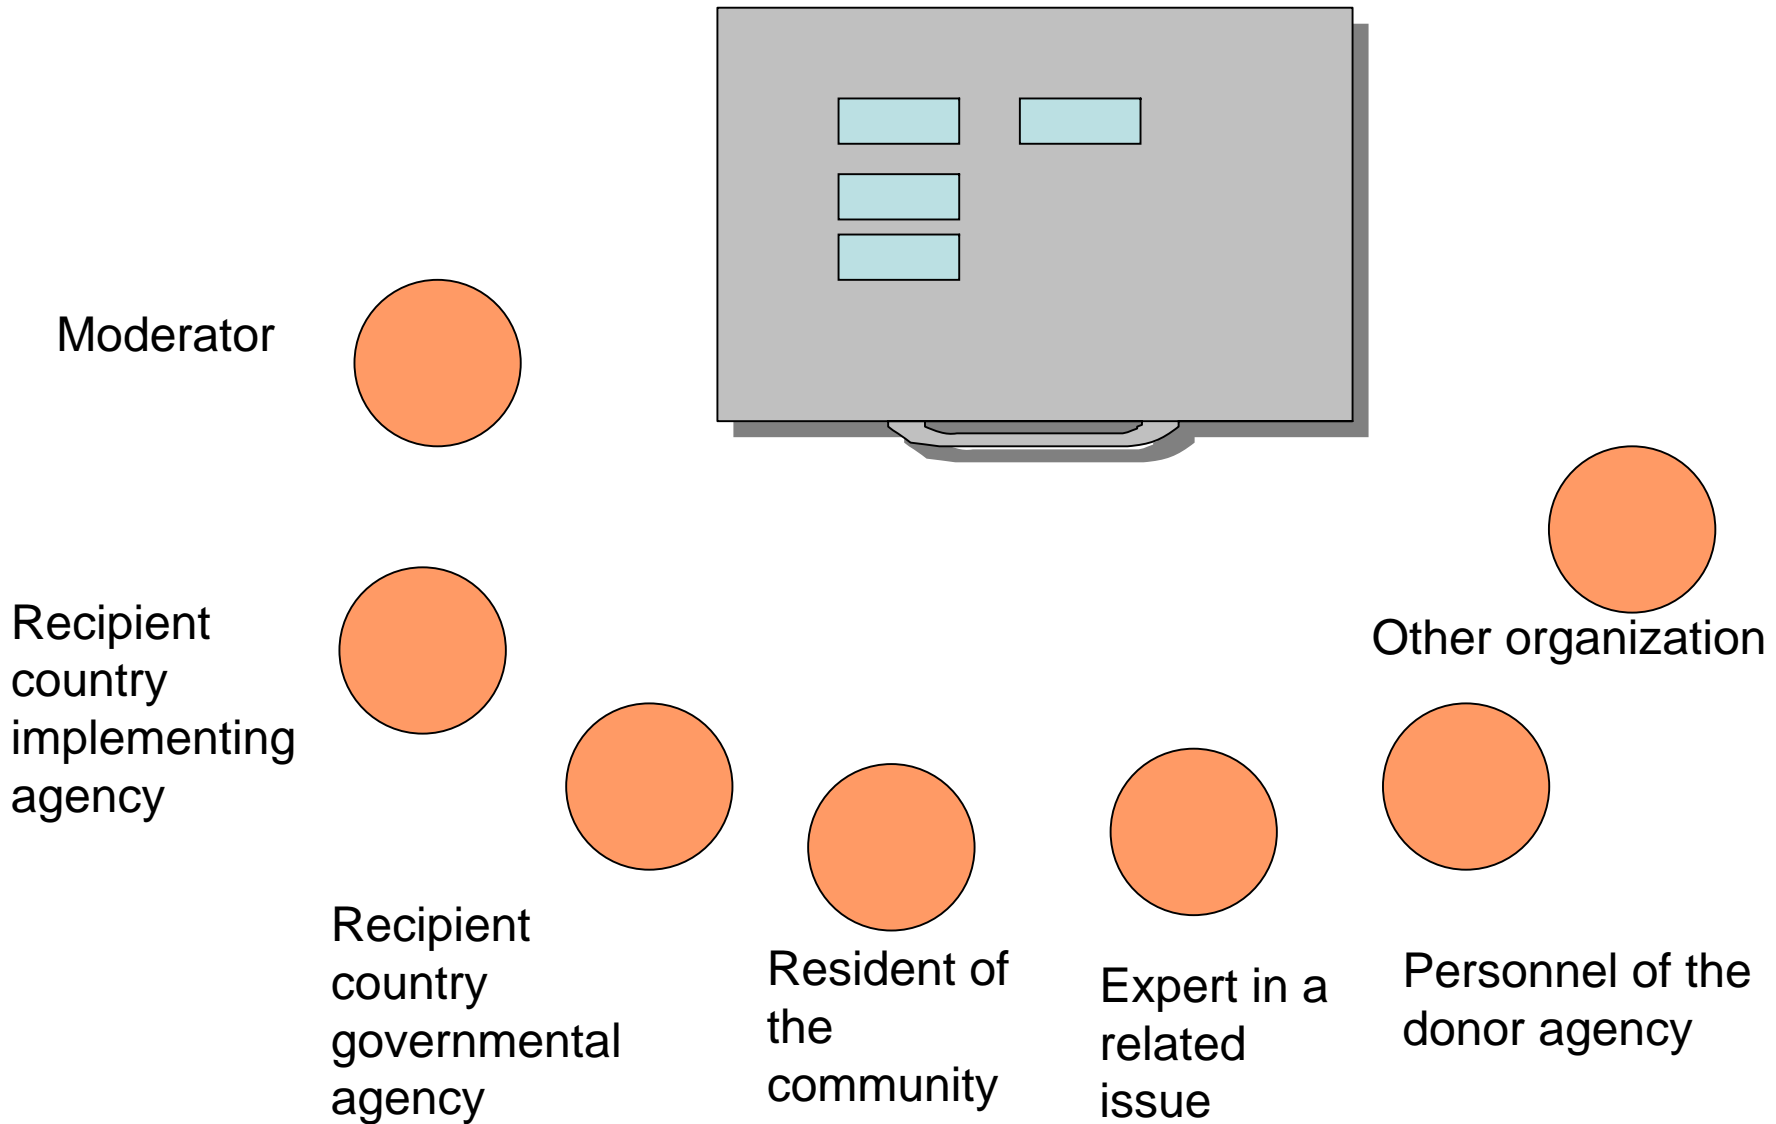 Moderator
Recipient
country
implementing
agency
Recipient
country
governmental
agency
Resident of
the
community
Expert in a
related
issue
Personnel of the
donor agency
Other organization